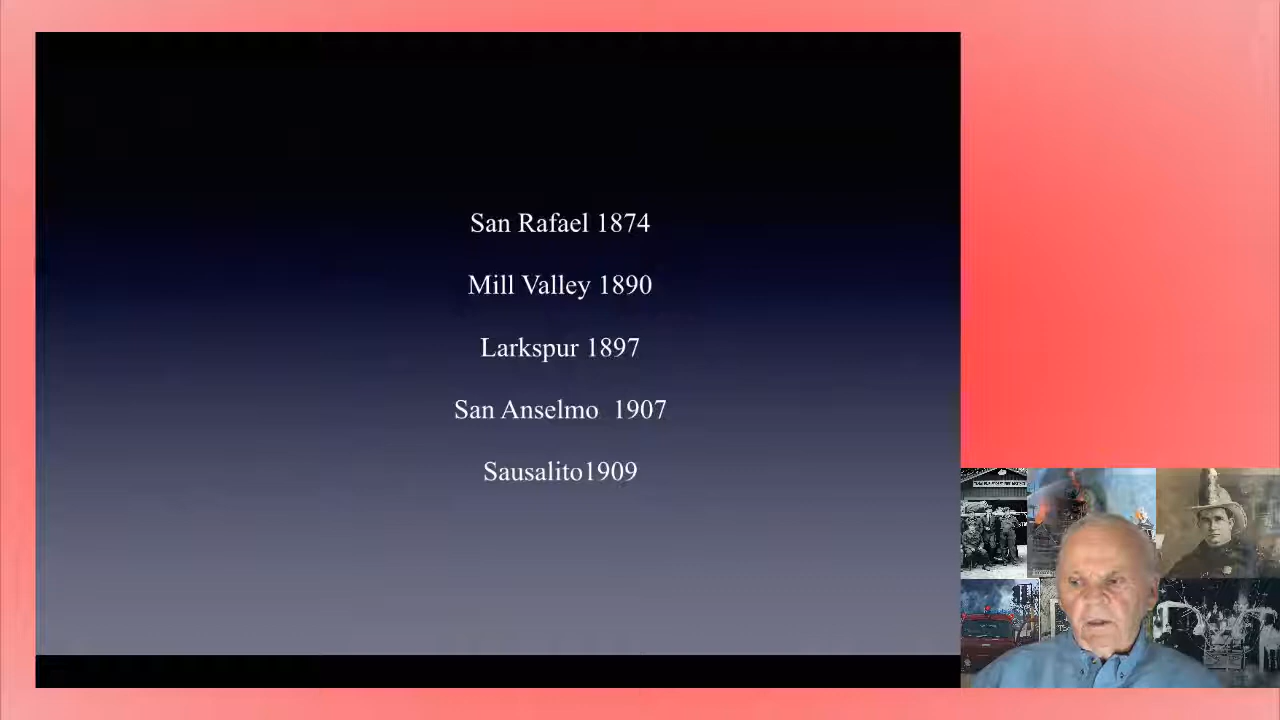 San Rafael 1874
Mill Valley 1890
Larkspur 1897
San Anselmo  1907
Sausalito1909